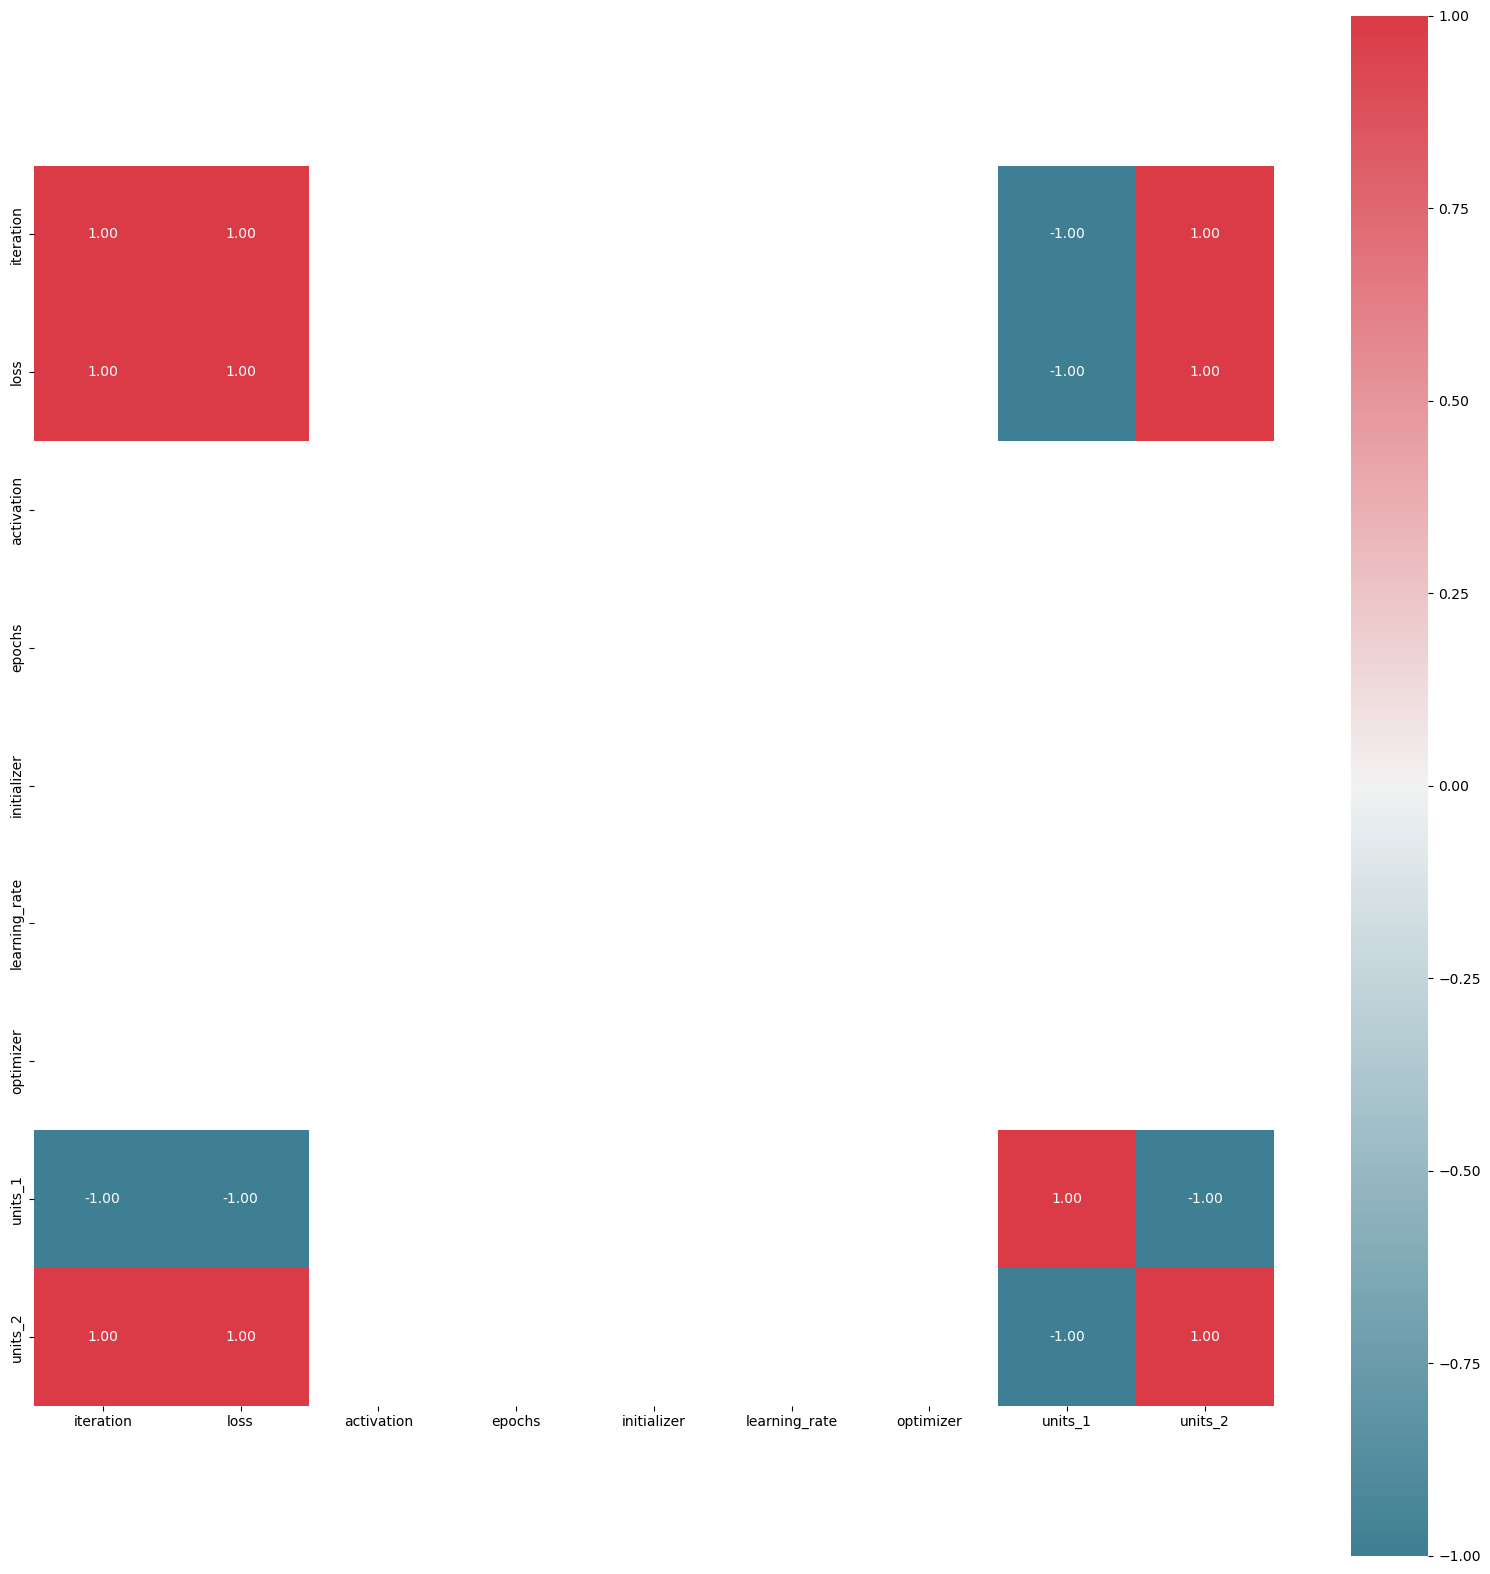 1.00
iteration 1.00 1.00 -1.00 1.00
0.75
loss 1.00 1.00 -1.00 1.00
0.50
activation
0.25
epochs
initializer
0.00
learning_rate
−0.25
optimizer
−0.50
units_1 -1.00 -1.00 1.00 -1.00
units_2 1.00 1.00 -1.00 1.00
−0.75
iteration loss activation epochs initializer learning_rate optimizer units_1 units_2
−1.00